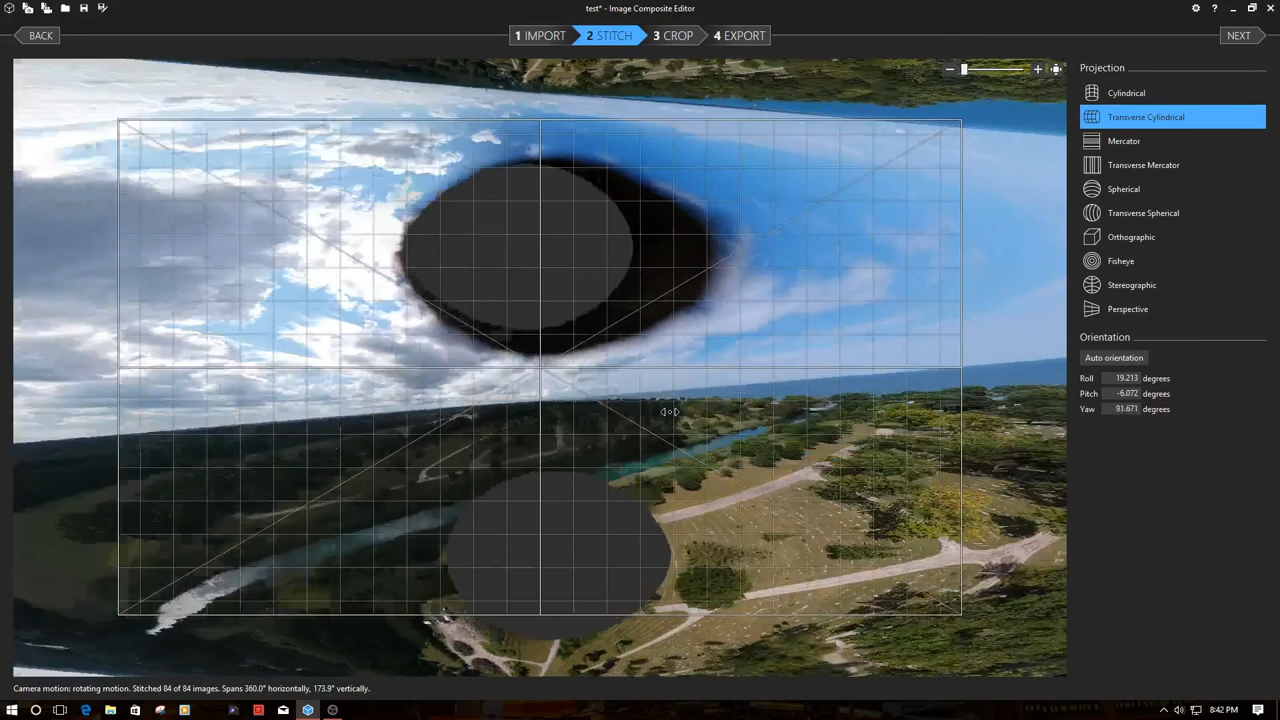 test* - Image Composite Editor
BACK
1 IMPORT
2 STITCH
3 CROP
4 EXPORT
NEXT
Projection
Cylindrical
Transverse Cylindrical
Mercator
Transverse Mercator
Spherical
Transverse Spherical
Orthographic
Fisheye
Stereographic
Perspective
Orientation
Auto orientation
Roll 19.213 degrees
Pitch -6.072 degrees
Yaw 91.671 degrees
Camera motion: rotating motion. Stitched 84 of 84 images. Spans 360.0° horizontally, 173.9° vertically.
8:42 PM